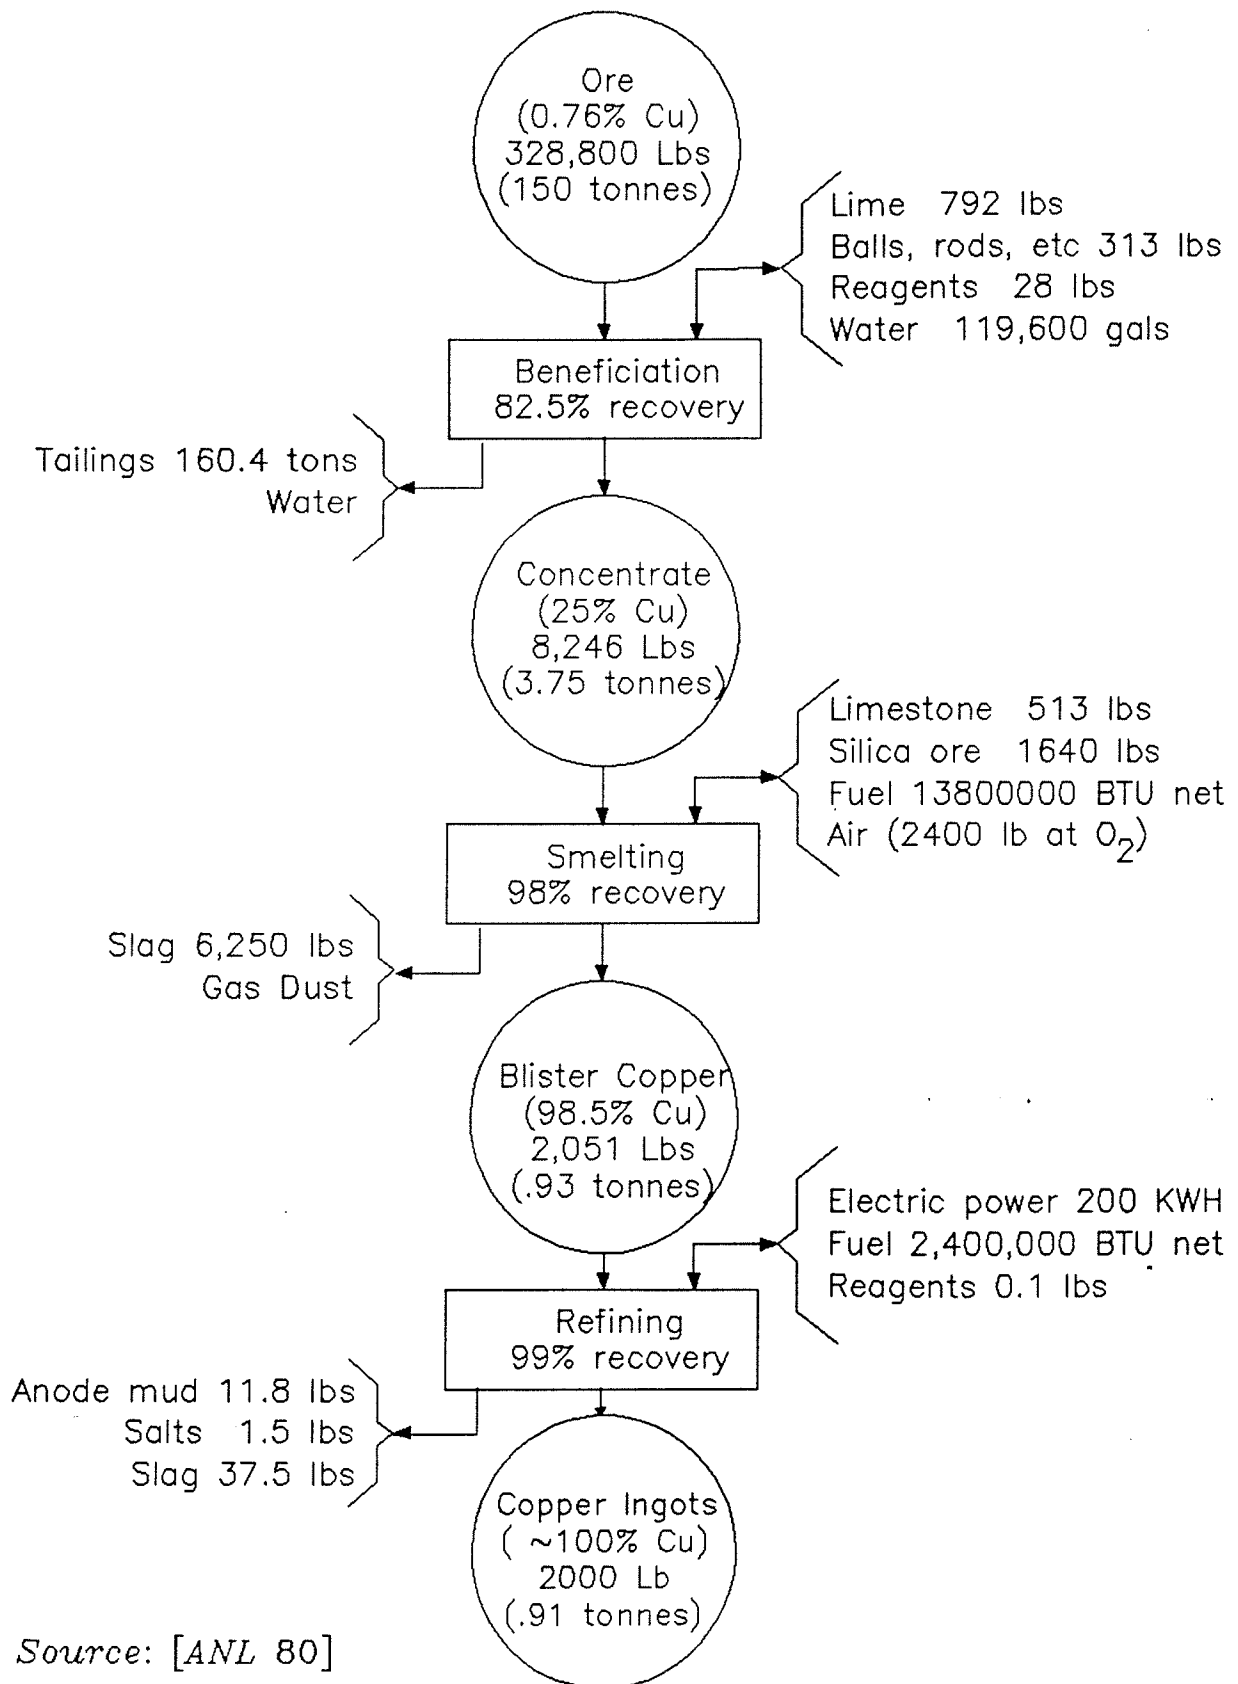 Ore
(0.76% Cu)
328,800 Lbs
(150 tonnes)
Lime 792 lbs
Balls, rods, etc 313 lbs
Reagents 28 lbs
Water 119,600 gals
Beneficiation
82.5% recovery
Tailings 160.4 tons
Water
Concentrate
(25% Cu)
8,246 Lbs
(3.75 tonnes)
Limestone 513 lbs
Silica ore 1640 lbs
Fuel 13800000 BTU net
Air (2400 lb at O₂)
Smelting
98% recovery
Slag 6,250 lbs
Gas Dust
Blister Copper
(98.5% Cu)
2,051 Lbs
(.93 tonnes)
Electric power 200 KWH
Fuel 2,400,000 BTU net
Reagents 0.1 lbs
Refining
99% recovery
Anode mud 11.8 lbs
Salts 1.5 lbs
Slag 37.5 lbs
Copper Ingots
( ~100% Cu)
2000 Lb
(.91 tonnes)
Source: [ANL 80]